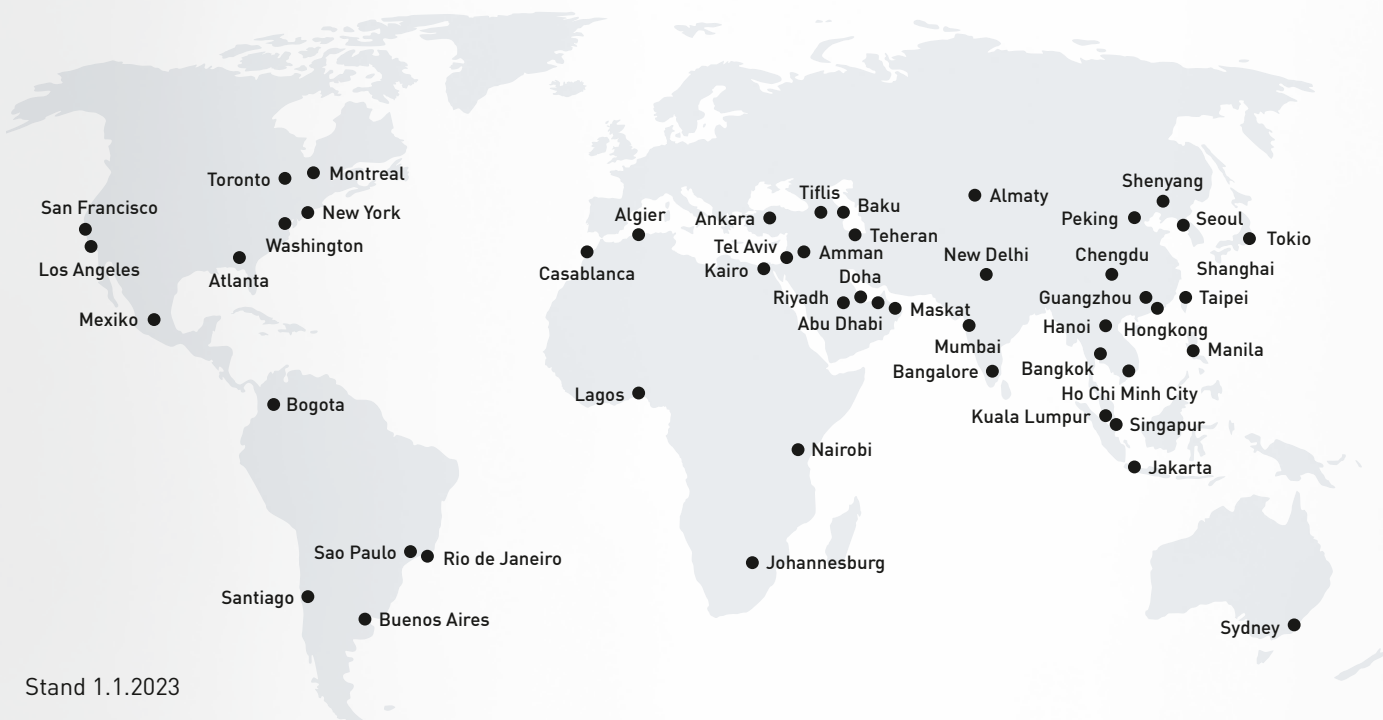 Shenyang
Toronto
Montreal
Tiflis
Almaty
San Francisco
New York
Algier
Ankara
Baku
Peking
Seoul
Washington
Tel Aviv
Teheran
Tokio
Los Angeles
Atlanta
Casablanca
Kairo
Amman
New Delhi
Chengdu
Doha
Shanghai
Mexiko
Riyadh
Guangzhou
Taipei
Abu Dhabi
Maskat
Hanoi
Hongkong
Mumbai
Manila
Bangalore
Bangkok
Lagos
Ho Chi Minh City
Bogota
Kuala Lumpur
Singapur
Nairobi
Jakarta
Sao Paulo
Rio de Janeiro
Johannesburg
Santiago
Buenos Aires
Sydney
Stand 1.1.2023